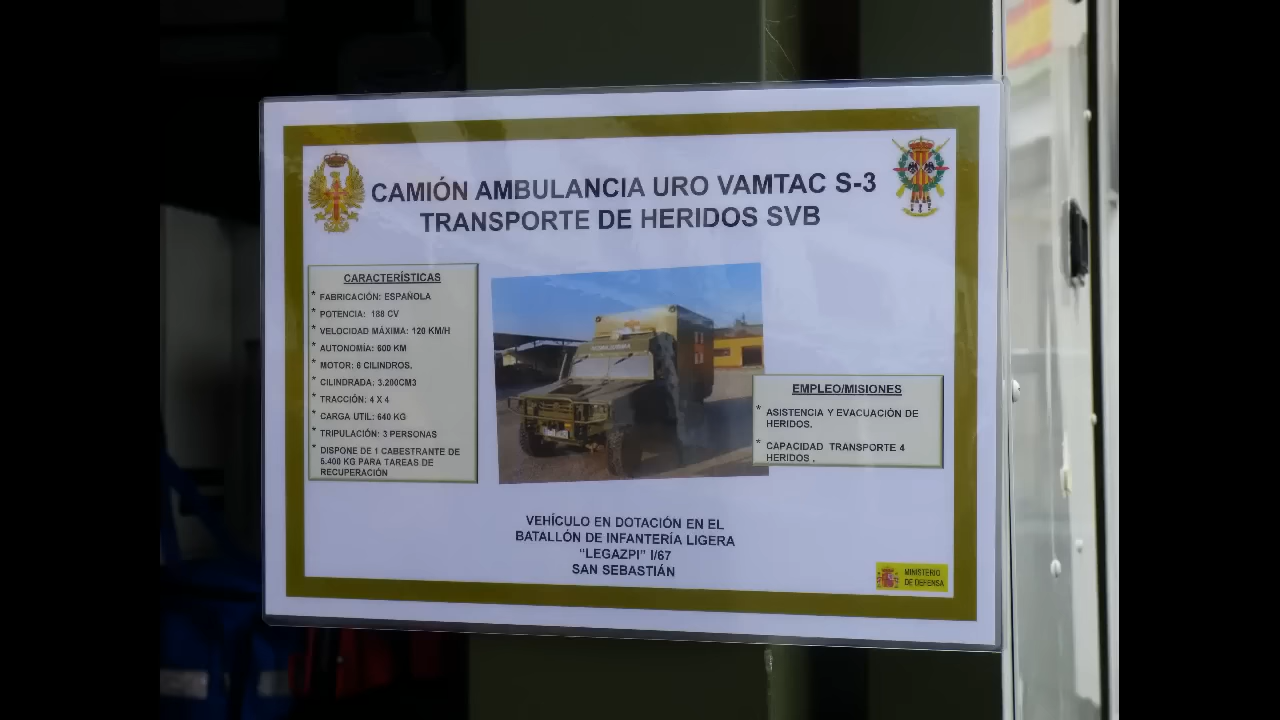 CAMIÓN AMBULANCIA URO VAMTAC S-3
TRANSPORTE DE HERIDOS SVB
CARACTERÍSTICAS
* FABRICACIÓN: ESPAÑOLA
* POTENCIA: 188 CV
* VELOCIDAD MÁXIMA: 120 KM/H
* AUTONOMÍA: 600 KM
* MOTOR: 6 CILINDROS.
* CILINDRADA: 3.200CM3
* TRACCIÓN: 4 X 4
* CARGA UTIL: 640 KG
* TRIPULACIÓN: 3 PERSONAS
* DISPONE DE 1 CABESTRANTE DE
5.400 KG PARA TAREAS DE
RECUPERACIÓN
EMPLEO/MISIONES
* ASISTENCIA Y EVACUACIÓN DE
HERIDOS.
* CAPACIDAD TRANSPORTE 4
HERIDOS .
VEHÍCULO EN DOTACIÓN EN EL
BATALLÓN DE INFANTERÍA LIGERA
“LEGAZPI” I/67
SAN SEBASTIÁN
MINISTERIO
DE DEFENSA